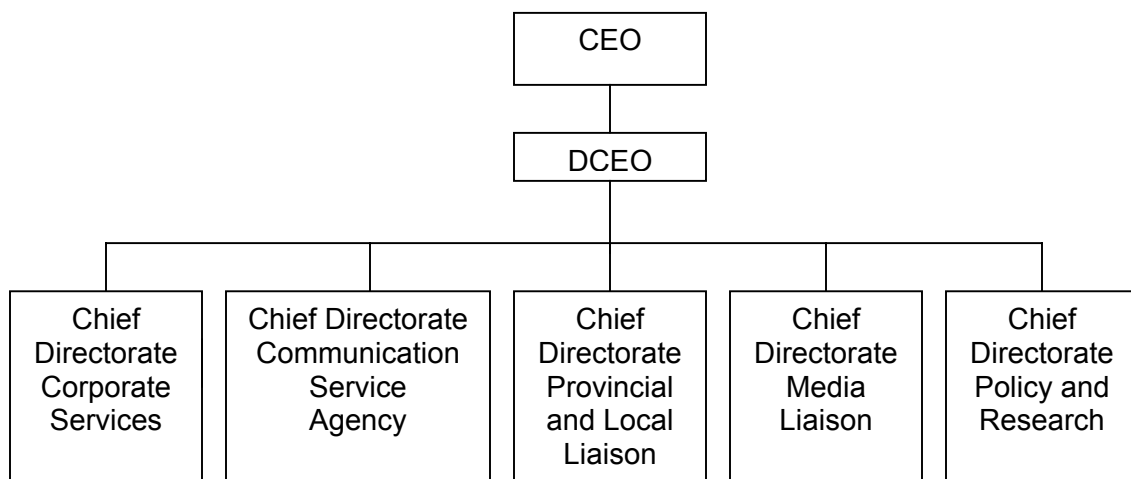 CEO
DCEO
Chief
Directorate
Corporate
Services
Chief Directorate
Communication
Service
Agency
Chief
Directorate
Provincial
and Local
Liaison
Chief
Directorate
Media
Liaison
Chief
Directorate
Policy and
Research